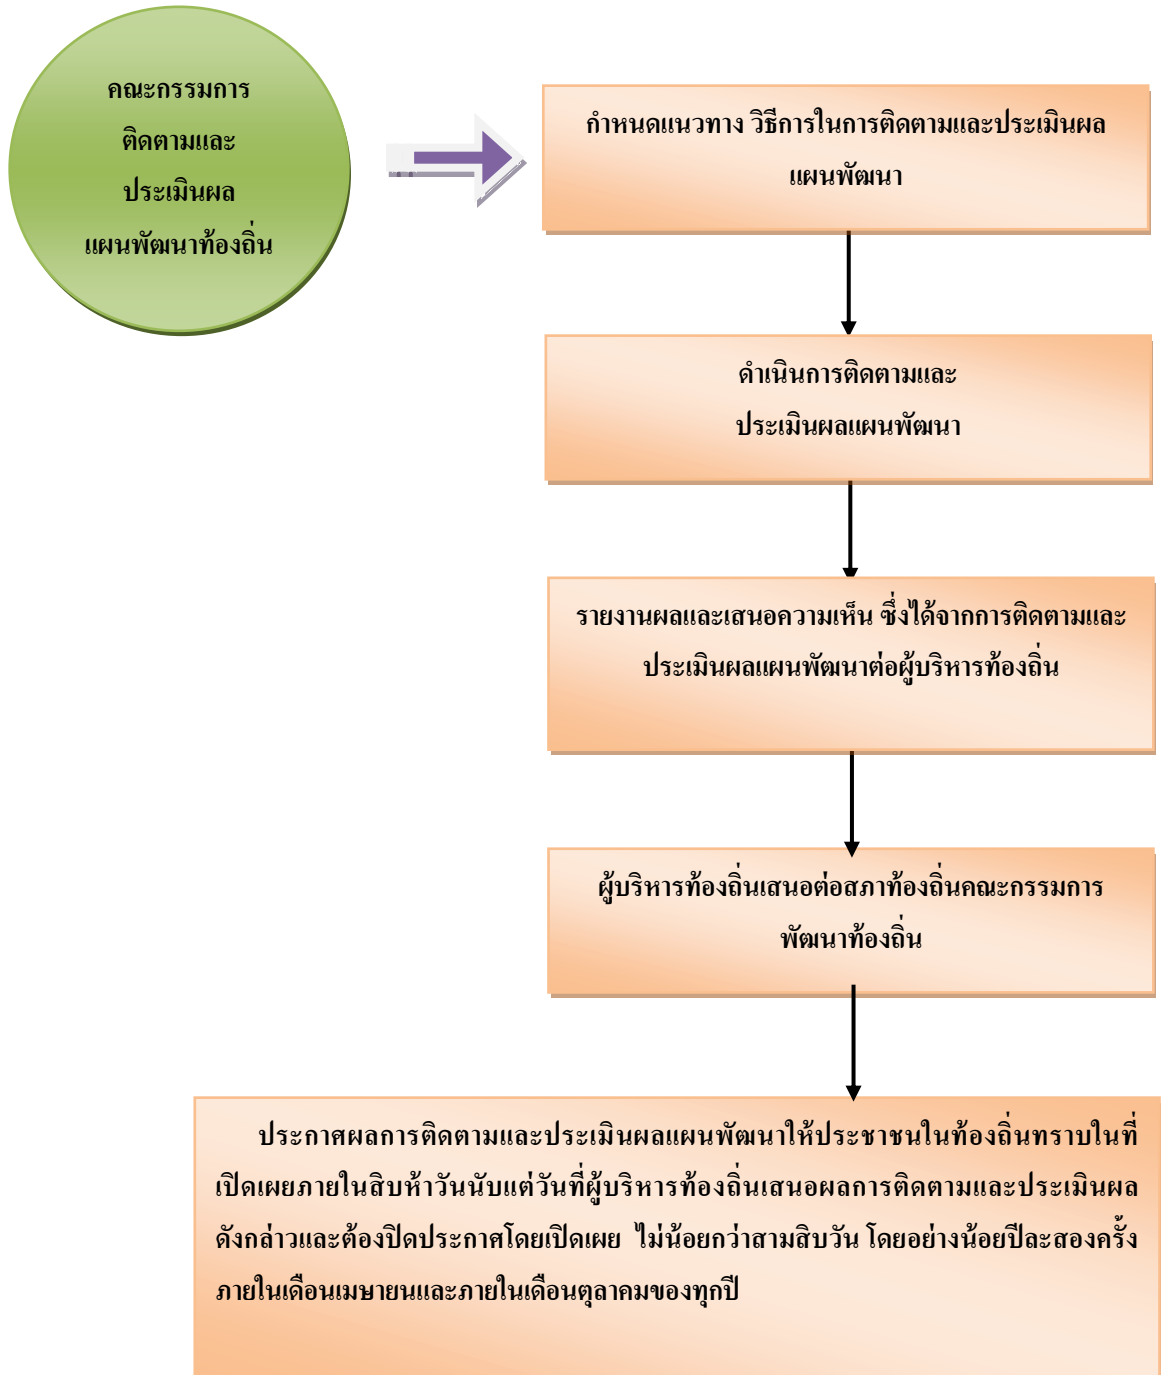 คณะกรรมการ
ติดตามและ
ประเมินผล
แผนพัฒนาท้องถิ่น
กำหนดแนวทาง วิธีการในการติดตามและประเมินผล
แผนพัฒนา
ดำเนินการติดตามและ
ประเมินผลแผนพัฒนา
รายงานผลและเสนอความเห็น ซึ่งได้จากการติดตามและ
ประเมินผลแผนพัฒนาต่อผู้บริหารท้องถิ่น
ผู้บริหารท้องถิ่นเสนอต่อสภาท้องถิ่นคณะกรรมการ
พัฒนาท้องถิ่น
ประกาศผลการติดตามและประเมินผลแผนพัฒนาให้ประชาชนในท้องถิ่นทราบในที่
เปิดเผยภายในสิบห้าวันนับแต่วันที่ผู้บริหารท้องถิ่นเสนอผลการติดตามและประเมินผล
ดังกล่าวและต้องปิดประกาศโดยเปิดเผย ไม่น้อยกว่าสามสิบวัน โดยอย่างน้อยปีละสองครั้ง
ภายในเดือนเมษายนและภายในเดือนตุลาคมของทุกปี